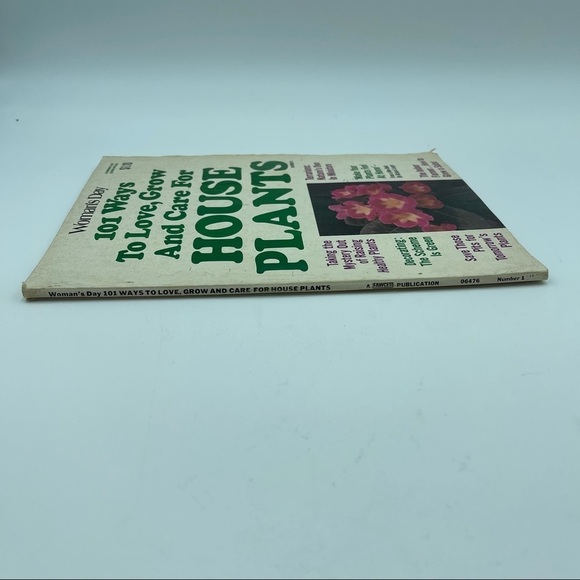 Woman's Day
101 Ways
To Love, Grow
And Care For
HOUSE
PLANTS
Taking the
Mystery Out
of Raising
Healthy Plants
Decorating:
The Scheme
Is Green
Save Those
Pits for
Tomorrow's
Plants
Woman's Day 101 WAYS TO LOVE, GROW AND CARE FOR HOUSE PLANTS
A FAWCETT PUBLICATION
06476
Number 1